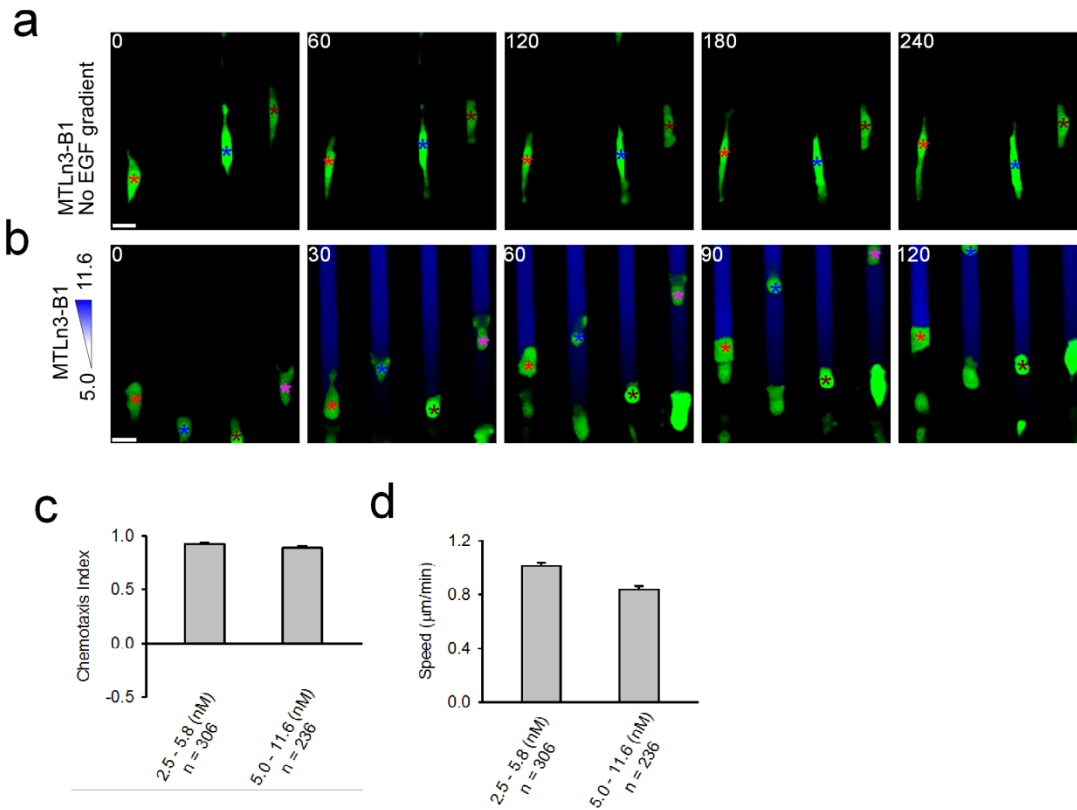 a
MTLn3-B1
No EGF gradient
0
60
120
180
240
b
MTLn3-B1
5.0
11.6
0
30
60
90
120
c
Chemotaxis Index
1.0
0.5
0.0
-0.5
2.5 - 5.8 (nM)
n = 306
5.0 - 11.6 (nM)
n = 236
d
Speed (μm/min)
1.2
0.8
0.4
0.0
2.5 - 5.8 (nM)
n = 306
5.0 - 11.6 (nM)
n = 236